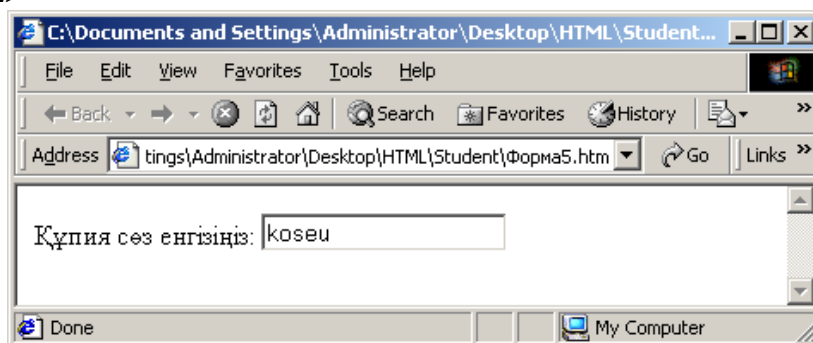 C:\Documents and Settings\Administrator\Desktop\HTML\Student...
File Edit View Favorites Tools Help
Back Search Favorites History »
Address tings\Administrator\Desktop\HTML\Student\Форма5.htm Go Links »
Құпия сөз енгізіңіз: koseu
Done My Computer